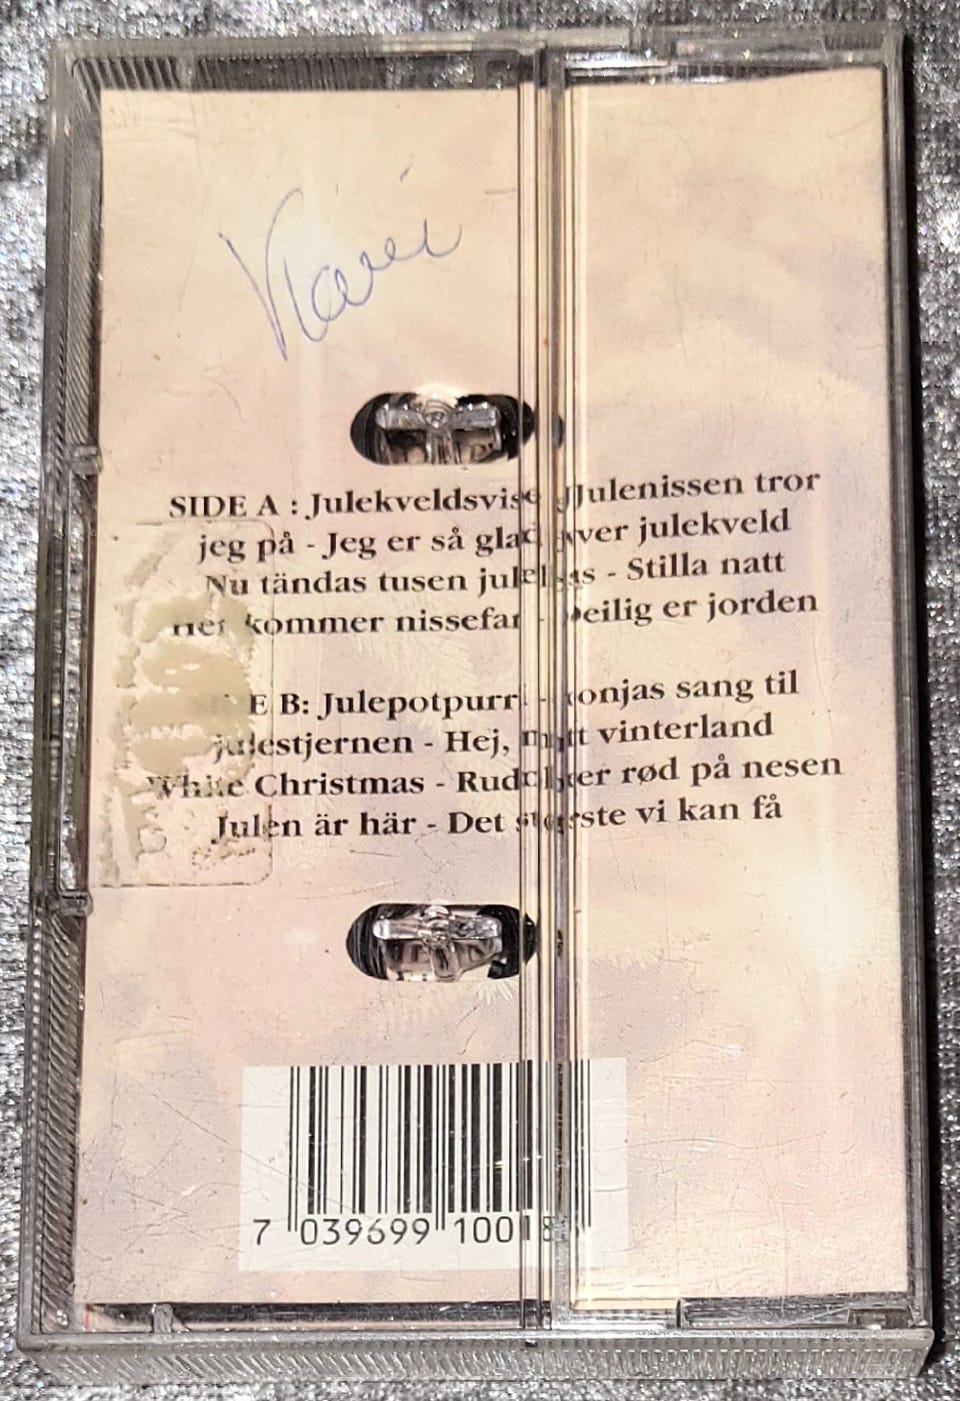 Kari
SIDE A : Julekveldsvise Julenissen tror
jeg på - Jeg er så glad hver julekveld
Nu tändas tusen juleljus - Stilla natt
Her kommer nissefar - Deilig er jorden
SIDE B: Julepotpurri - Sonjas sang til
julestjernen - Hej, mitt vinterland
White Christmas - Rudolf er rød på nesen
Julen är här - Det største vi kan få
7 039699 10018